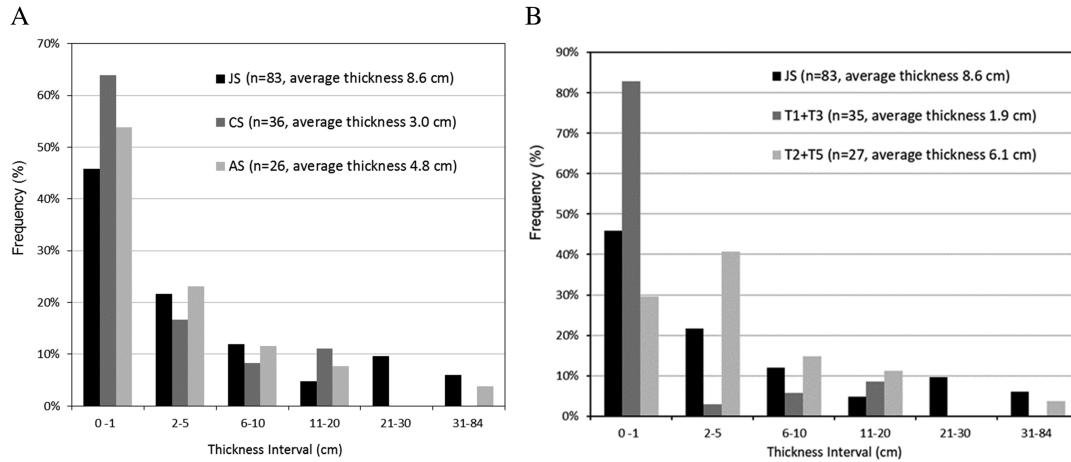 A
70%
60%
50%
40%
30%
20%
10%
0%
Frequency (%)
JS (n=83, average thickness 8.6 cm)
CS (n=36, average thickness 3.0 cm)
AS (n=26, average thickness 4.8 cm)
0 -1 2-5 6-10 11-20 21-30 31-84
Thickness Interval (cm)
B
90%
80%
70%
60%
50%
40%
30%
20%
10%
0%
Frequency (%)
JS (n=83, average thickness 8.6 cm)
T1+T3 (n=35, average thickness 1.9 cm)
T2+T5 (n=27, average thickness 6.1 cm)
0 -1 2-5 6-10 11-20 21-30 31-84
Thickness Interval (cm)